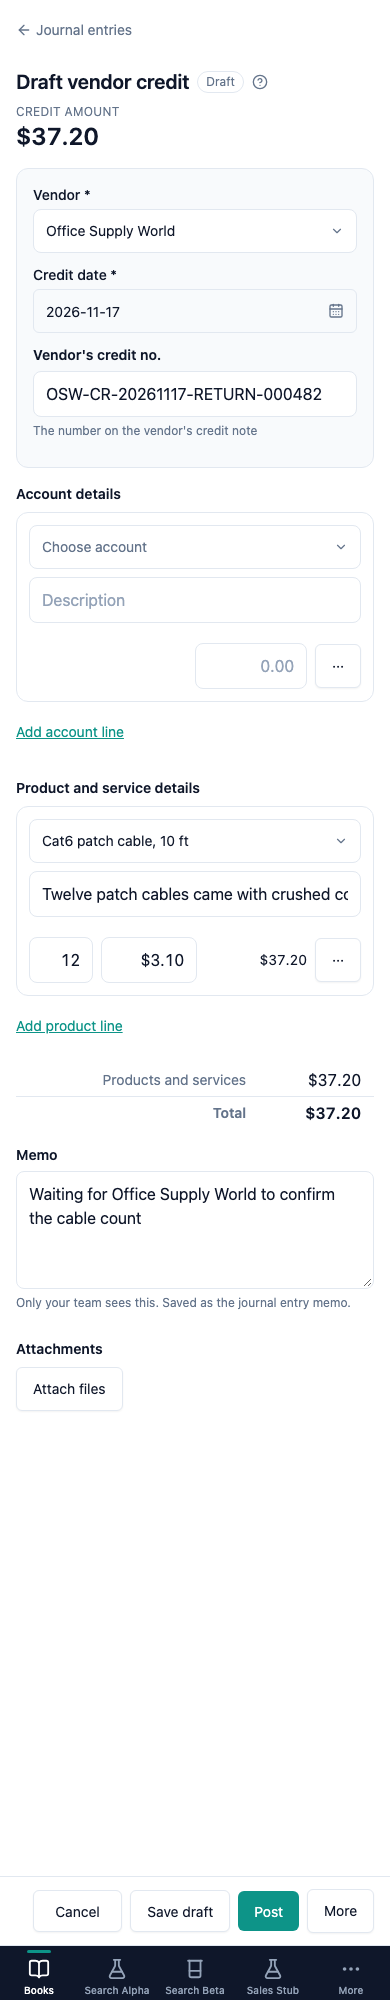 Journal entries
Draft vendor credit Draft
CREDIT AMOUNT
$37.20
Vendor *
Office Supply World
Credit date *
2026-11-17
Vendor's credit no.
OSW-CR-20261117-RETURN-000482
The number on the vendor's credit note
Account details
Choose account
Description
0.00 ...
Add account line
Product and service details
Cat6 patch cable, 10 ft
Twelve patch cables came with crushed
12 $3.10 $37.20 ...
Add product line
Products and services $37.20
Total $37.20
Memo
Waiting for Office Supply World to confirm
the cable count
Only your team sees this. Saved as the journal entry memo.
Attachments
Attach files
Cancel Save draft Post More
Books Search Alpha Search Beta Sales Stub More